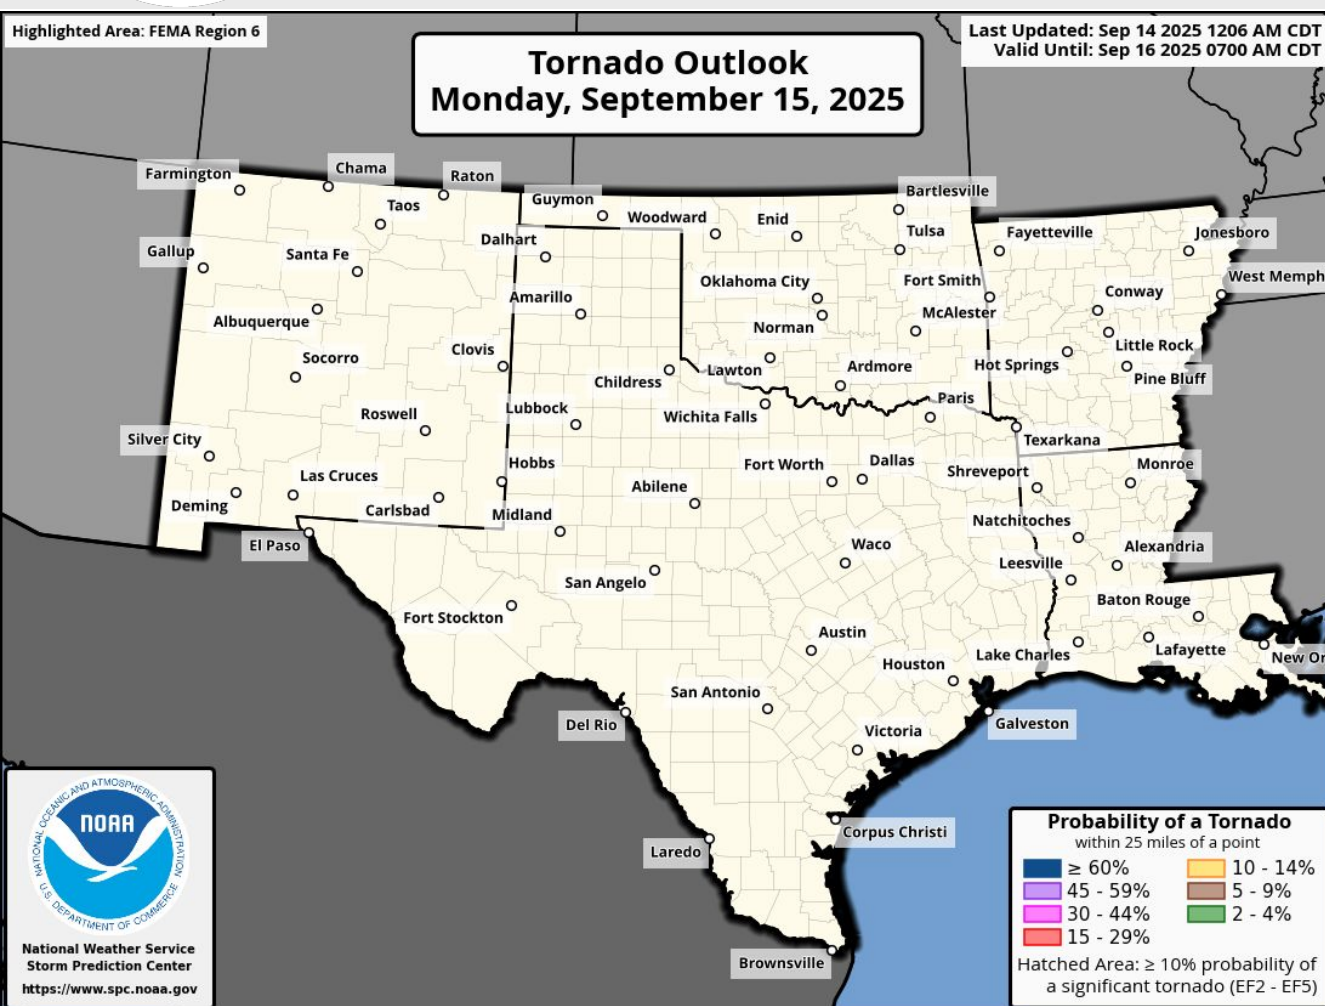 Highlighted Area: FEMA Region 6
Last Updated: Sep 14 2025 1206 AM CDT
Valid Until: Sep 16 2025 0700 AM CDT
Tornado Outlook
Monday, September 15, 2025
Farmington
Chama
Raton
Taos
Guymon
Woodward
Enid
Bartlesville
Tulsa
Fayetteville
Jonesboro
Gallup
Santa Fe
Dalhart
Oklahoma City
Fort Smith
West Memph
Conway
Albuquerque
Amarillo
Norman
McAlester
Little Rock
Socorro
Clovis
Childress
Lawton
Ardmore
Hot Springs
Pine Bluff
Roswell
Lubbock
Wichita Falls
Paris
Texarkana
Silver City
Las Cruces
Hobbs
Abilene
Fort Worth
Dallas
Shreveport
Monroe
Deming
Carlsbad
Midland
Natchitoches
El Paso
San Angelo
Waco
Leesville
Alexandria
Fort Stockton
Baton Rouge
Austin
Houston
Lake Charles
Lafayette
New Or
San Antonio
Del Rio
Victoria
Galveston
Corpus Christi
Laredo
Brownsville
NATIONAL OCEANIC AND ATMOSPHERIC ADMINISTRATION
NOAA
U.S. DEPARTMENT OF COMMERCE
National Weather Service
Storm Prediction Center
https://www.spc.noaa.gov
Probability of a Tornado
within 25 miles of a point
≥ 60%
45 - 59%
30 - 44%
15 - 29%
10 - 14%
5 - 9%
2 - 4%
Hatched Area: ≥ 10% probability of
a significant tornado (EF2 - EF5)